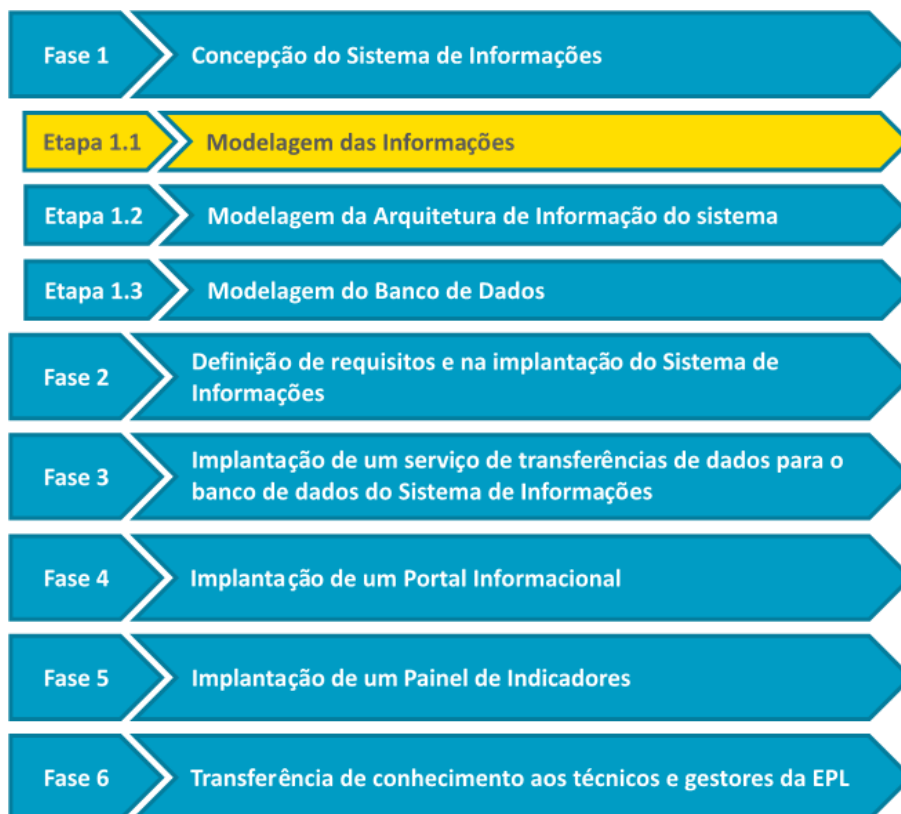 Fase 1
Concepção do Sistema de Informações
Etapa 1.1
Modelagem das Informações
Etapa 1.2
Modelagem da Arquitetura de Informação do sistema
Etapa 1.3
Modelagem do Banco de Dados
Fase 2
Definição de requisitos e na implantação do Sistema de
Informações
Fase 3
Implantação de um serviço de transferências de dados para o
banco de dados do Sistema de Informações
Fase 4
Implantação de um Portal Informacional
Fase 5
Implantação de um Painel de Indicadores
Fase 6
Transferência de conhecimento aos técnicos e gestores da EPL